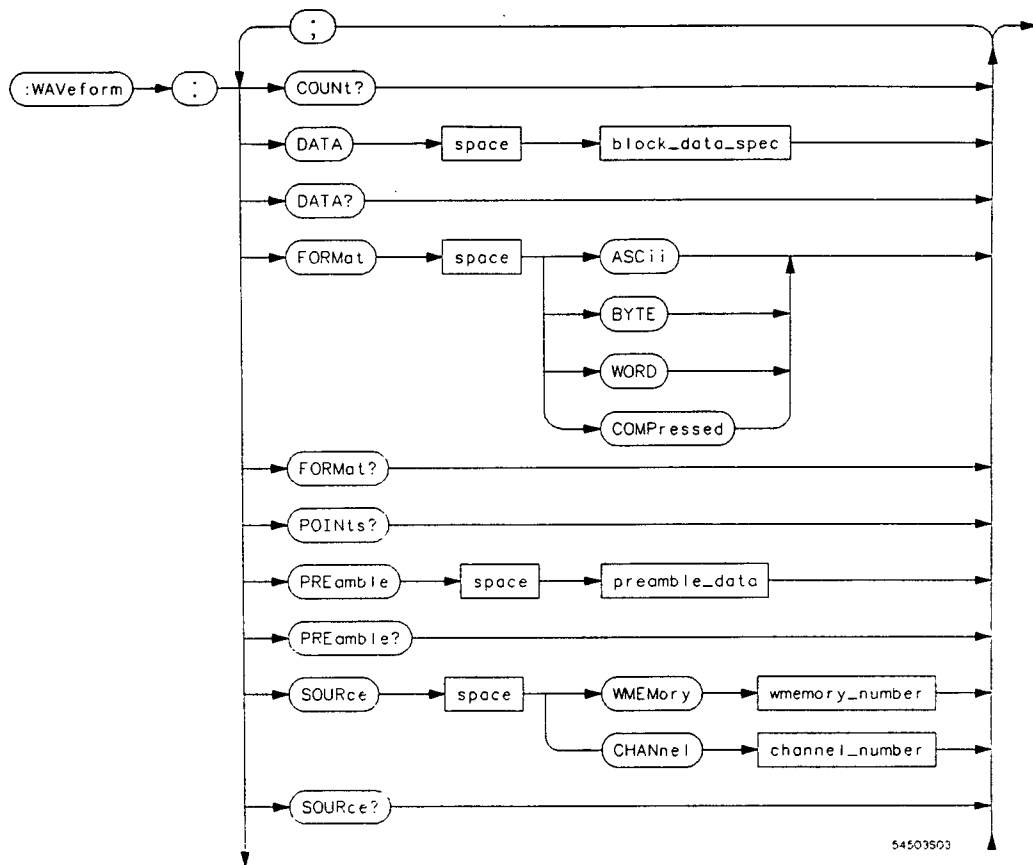 ;
:WAVeform : COUNt?
DATA space block_data_spec
DATA?
FORMat space ASCii
BYTE
WORD
COMPressed
FORMat?
POINts?
PREamble space preamble_data
PREamble?
SOURce space WMEMory wmemory_number
CHANnel channel_number
SOURce?
54503S03